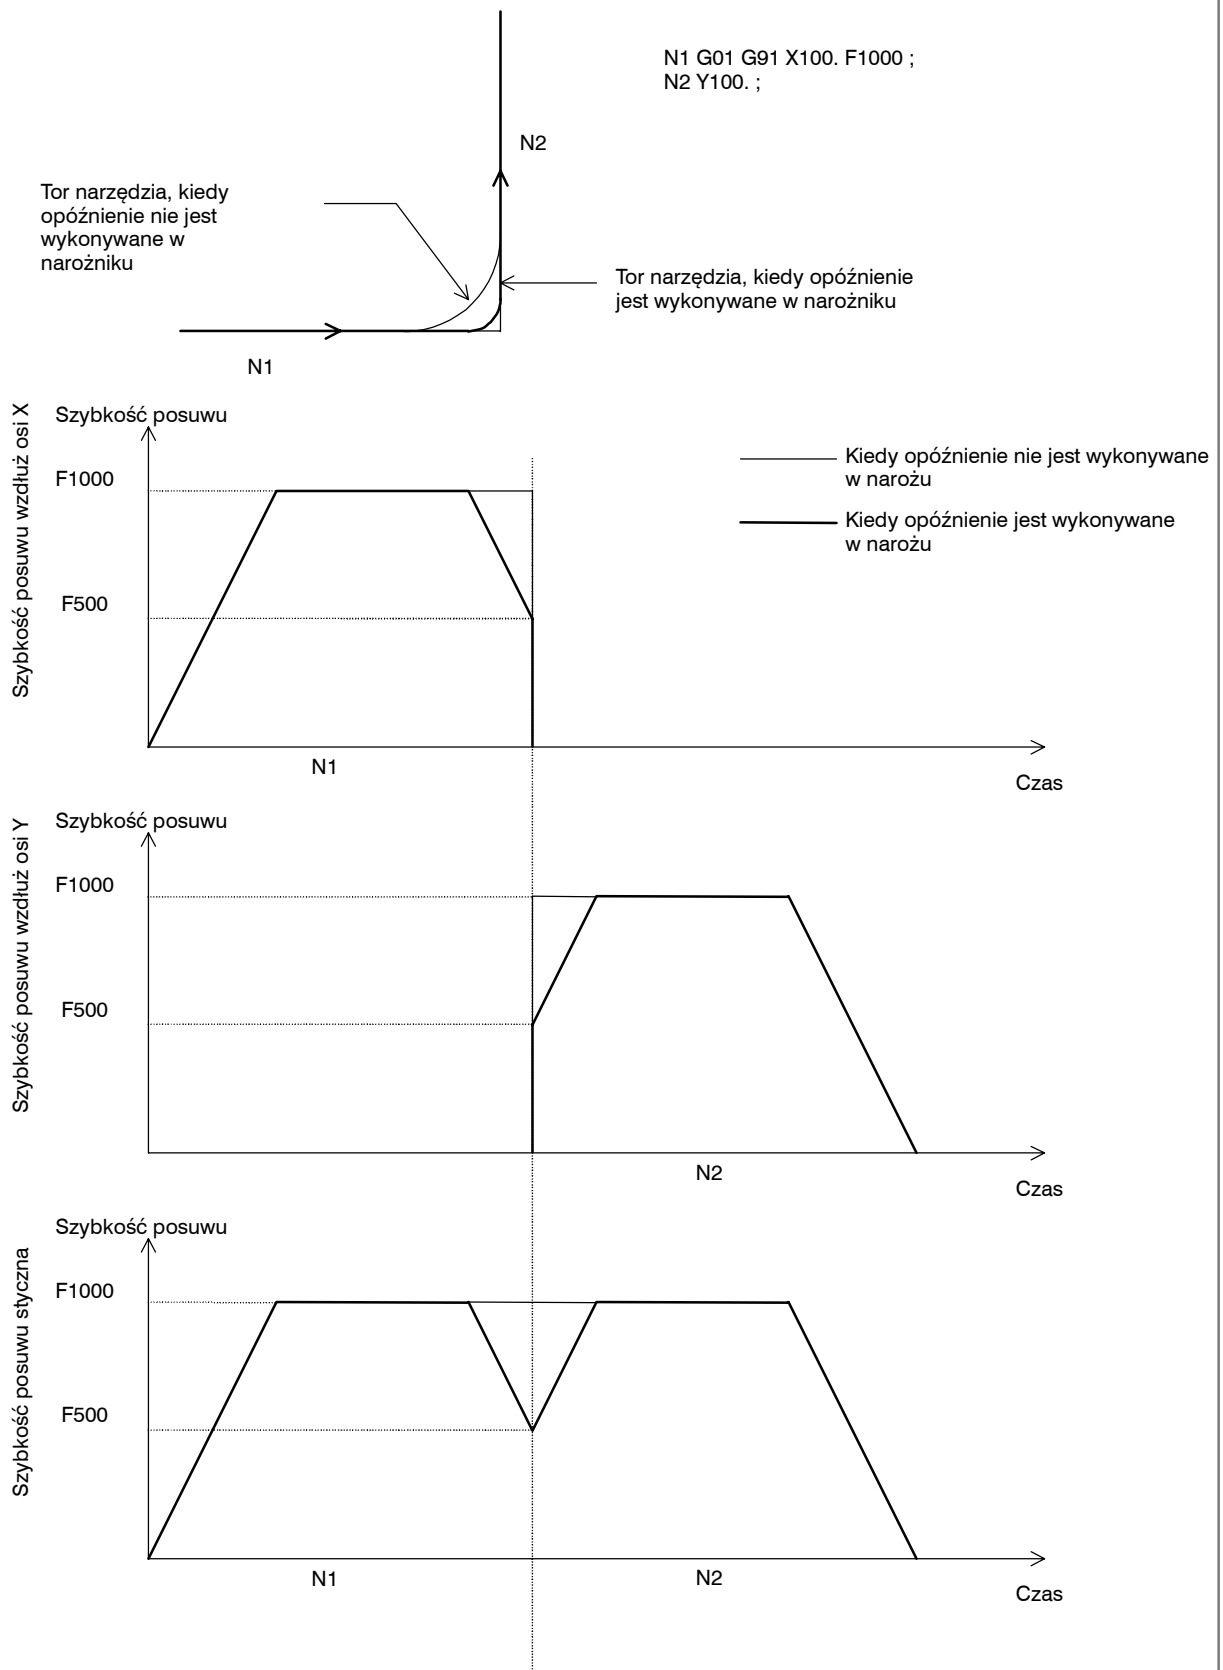 N1 G01 G91 X100. F1000 ;
N2 Y100. ;
N2
Tor narzędzia, kiedy
opóźnienie nie jest
wykonywane w
narożniku
Tor narzędzia, kiedy opóźnienie
jest wykonywane w narożniku
N1
Szybkość posuwu wzdłuż osi X
Szybkość posuwu
F1000
F500
N1
Czas
Kiedy opóźnienie nie jest wykonywane
w narożu
Kiedy opóźnienie jest wykonywane
w narożu
Szybkość posuwu wzdłuż osi Y
Szybkość posuwu
F1000
F500
N2
Czas
Szybkość posuwu styczna
Szybkość posuwu
F1000
F500
N1
N2
Czas